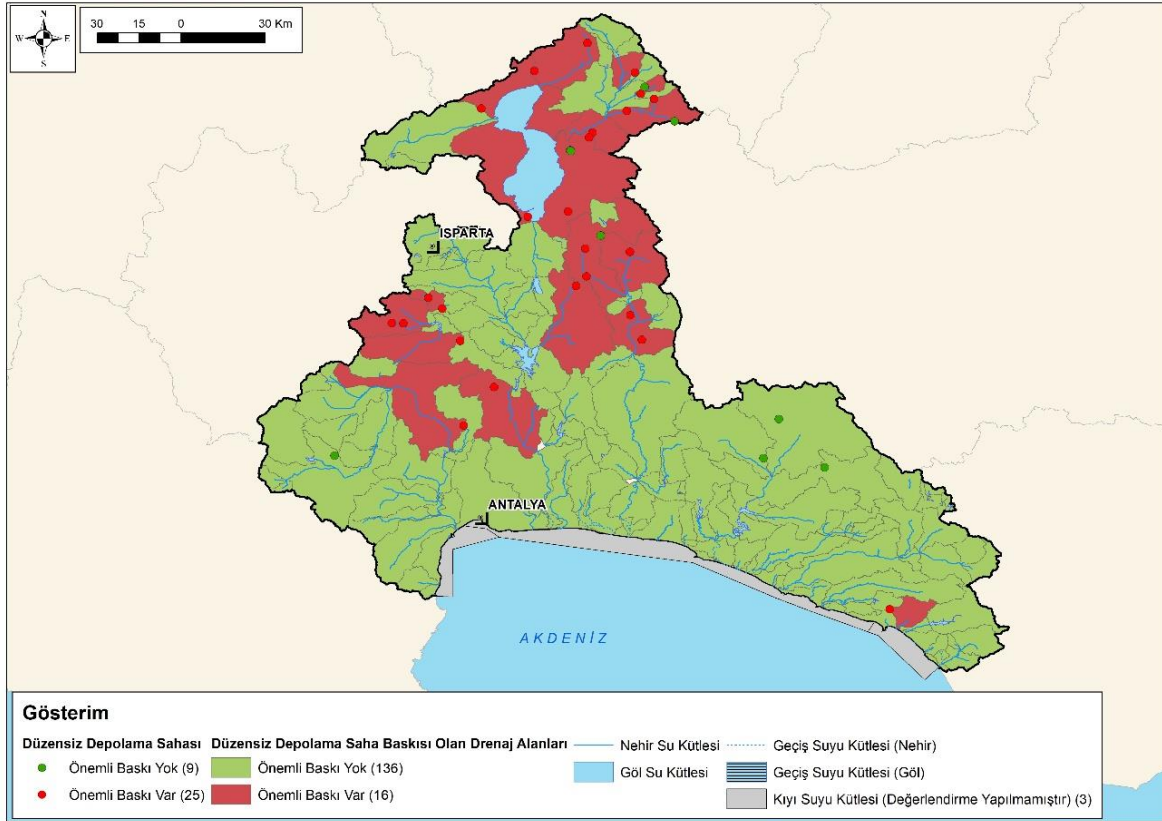 30 15 0 30 Km
N
W E
S
ISPARTA
ANTALYA
AKDENİZ
Gösterim
Düzensiz Depolama Sahası
Önemli Baskı Yok (9)
Önemli Baskı Var (25)
Düzensiz Depolama Saha Baskısı Olan Drenaj Alanları
Önemli Baskı Yok (136)
Önemli Baskı Var (16)
Nehir Su Kütlesi
Göl Su Kütlesi
Geçiş Suyu Kütlesi (Nehir)
Geçiş Suyu Kütlesi (Göl)
Kıyı Suyu Kütlesi (Değerlendirme Yapılmamıştır) (3)